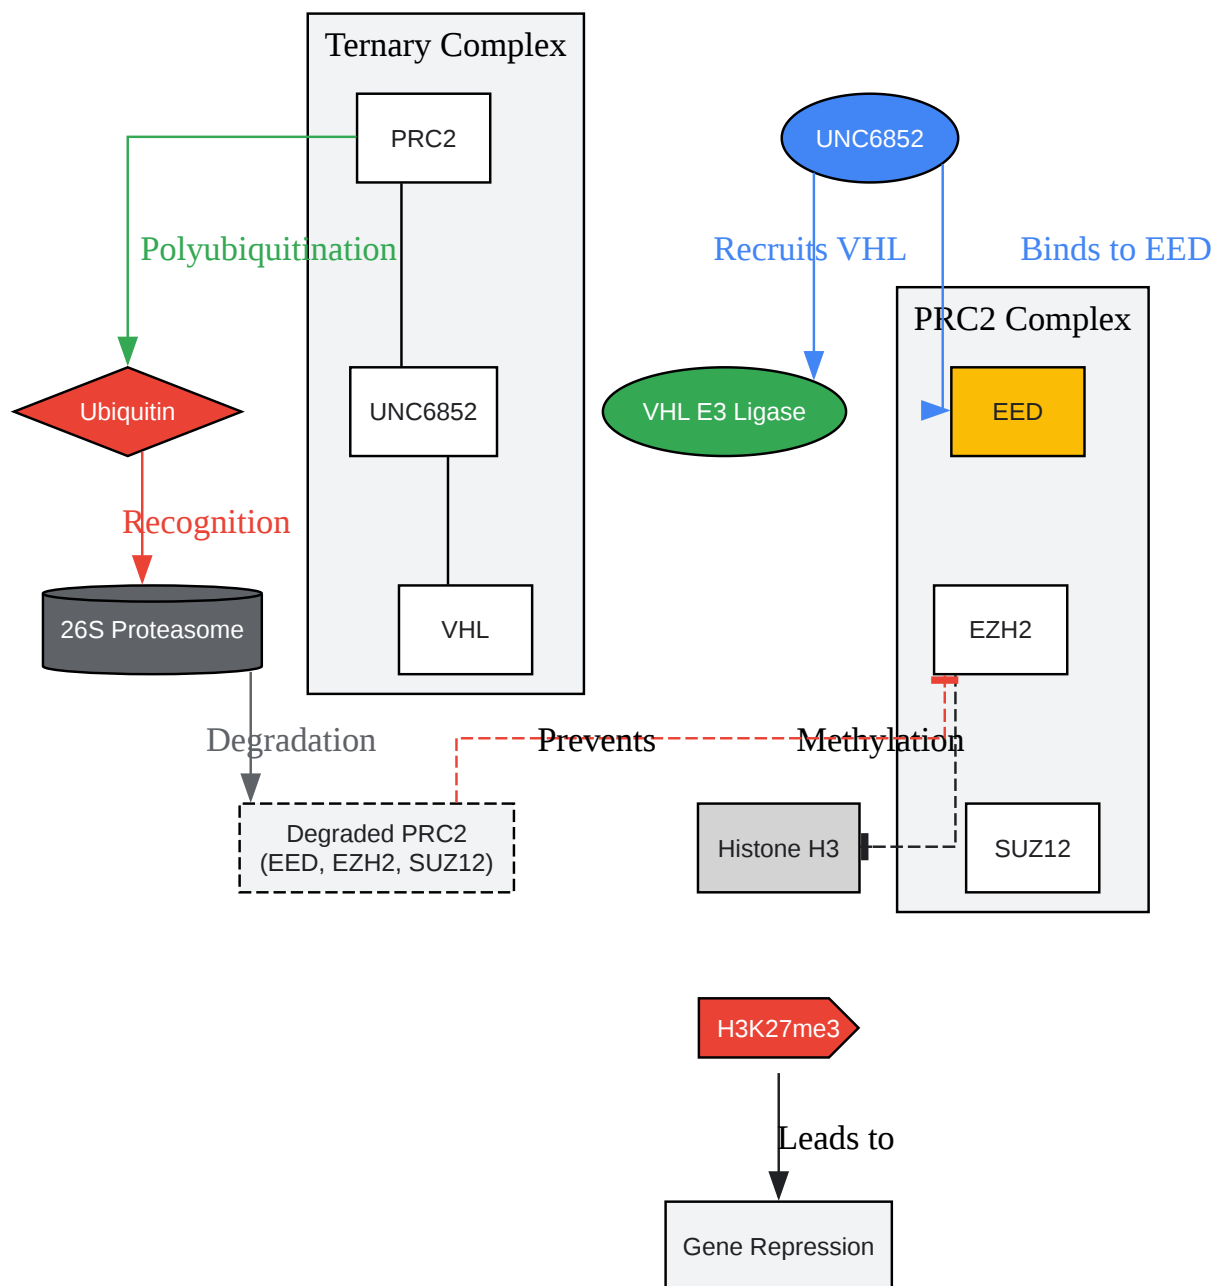 Ternary Complex
PRC2
UNC6852
Polyubiquitination
Recruits VHL
Binds to EED
PRC2 Complex
Ubiquitin
UNC6852
VHL E3 Ligase
EED
Recognition
26S Proteasome
VHL
EZH2
Degradation
Prevents
Methylation
Degraded PRC2
(EED, EZH2, SUZ12)
Histone H3
SUZ12
H3K27me3
Leads to
Gene Repression